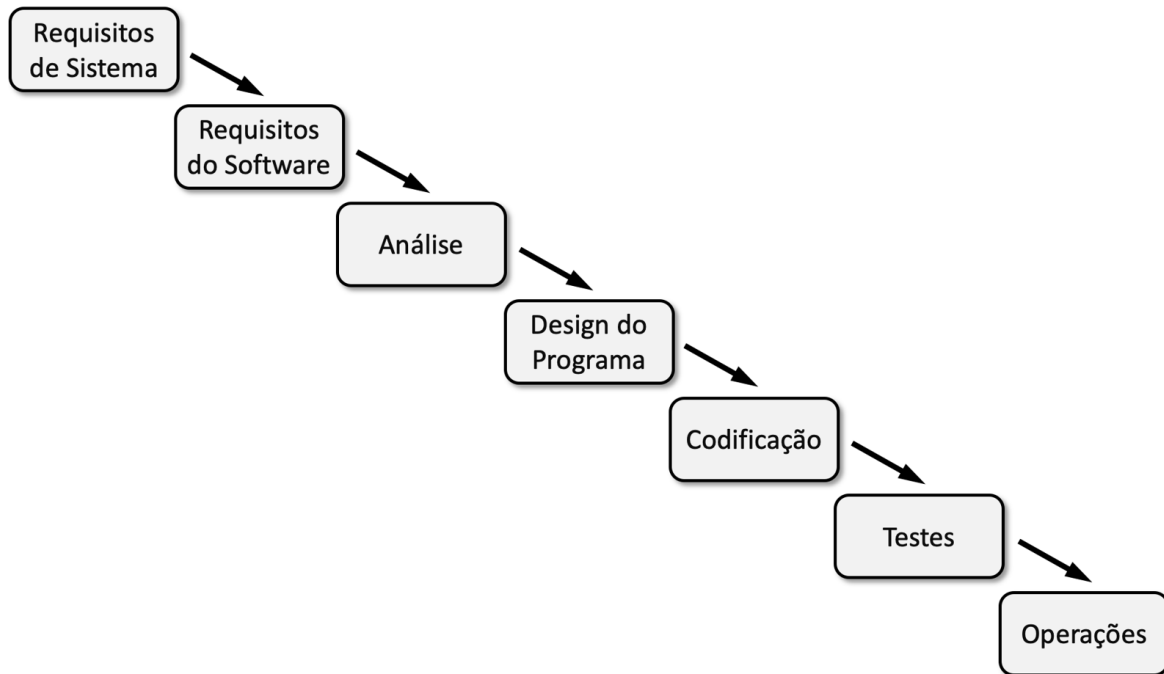 Requisitos
de Sistema
Requisitos
do Software
Análise
Design do
Programa
Codificação
Testes
Operações